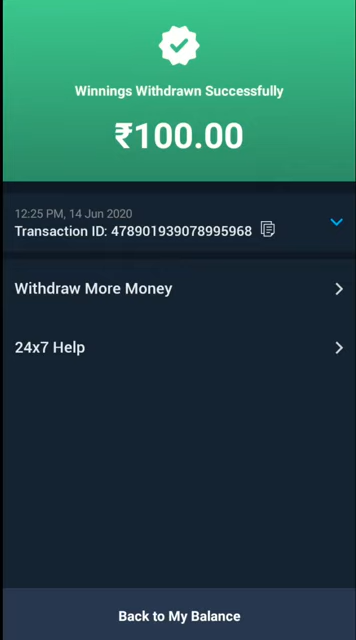 Winnings Withdrawn Successfully
₹100.00
12:25 PM, 14 Jun 2020
Transaction ID: 478901939078995968
Withdraw More Money
24x7 Help
Back to My Balance